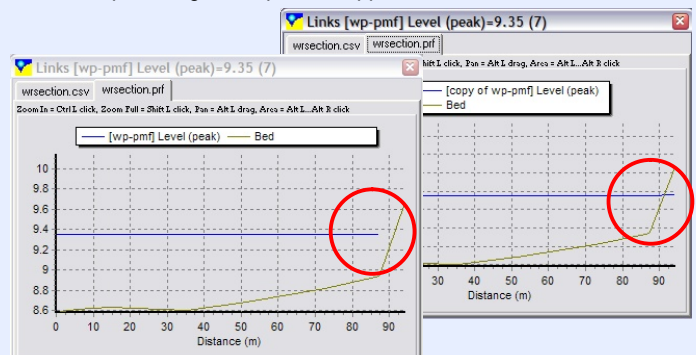 Links [wp-pmf] Level (peak)=9.35 (7)
wrsection.csv wrsection.prf
Shift L click, Pan = Alt L drag, Area = Alt L...Alt R click
[copy of wp-pmf] Level (peak)
Bed
30 40 50 60 70 80 90
Distance (m)
Links [wp-pmf] Level (peak)=9.35 (7)
wrsection.csv wrsection.prf
Zoom In = Ctrl L click, Zoom Full = Shift L click, Pan = Alt L drag, Area = Alt L...Alt R click
[wp-pmf] Level (peak) Bed
10
9.8
9.6
9.4
9.2
9
8.8
8.6
0 10 20 30 40 50 60 70 80 90
Distance (m)